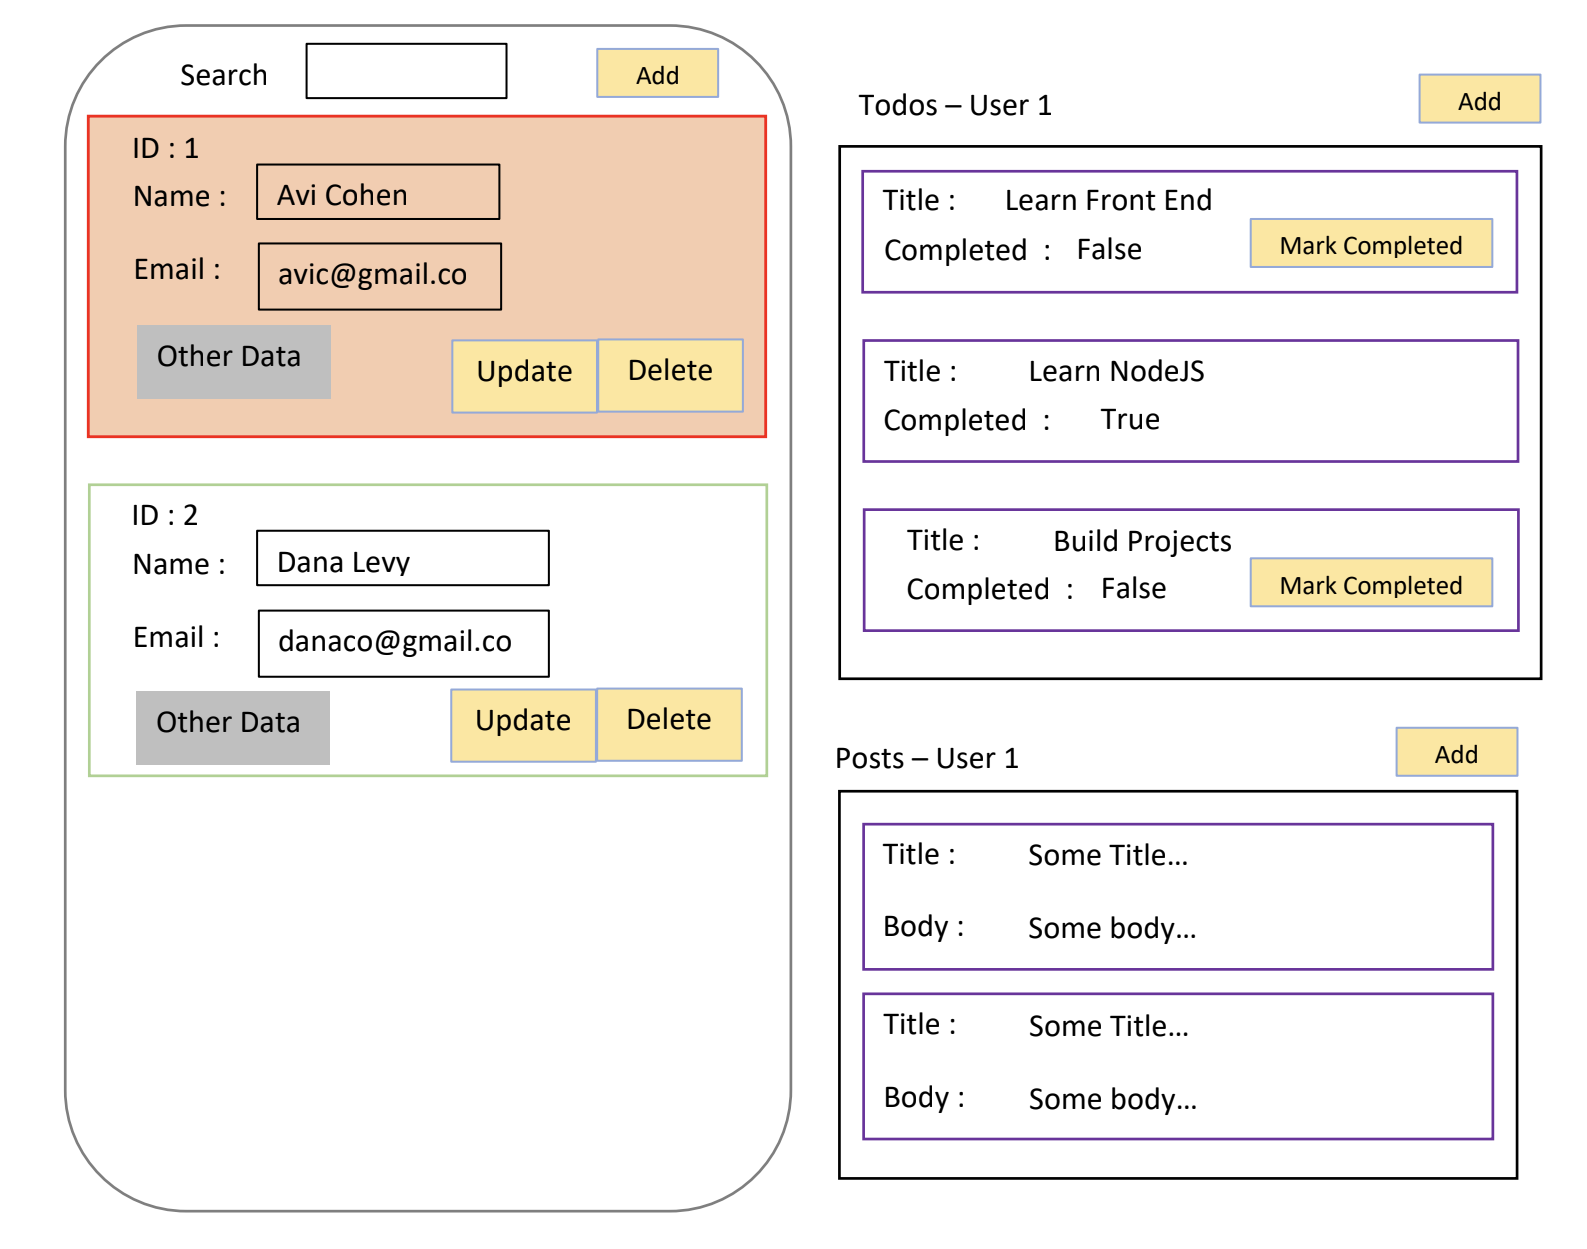 Search
Add
ID : 1
Name : Avi Cohen
Email : avic@gmail.co
Other Data
Update Delete
ID : 2
Name : Dana Levy
Email : danaco@gmail.co
Other Data
Update Delete
Todos – User 1
Add
Title : Learn Front End
Completed : False
Mark Completed
Title : Learn NodeJS
Completed : True
Title : Build Projects
Completed : False
Mark Completed
Posts – User 1
Add
Title : Some Title...
Body : Some body...
Title : Some Title...
Body : Some body...